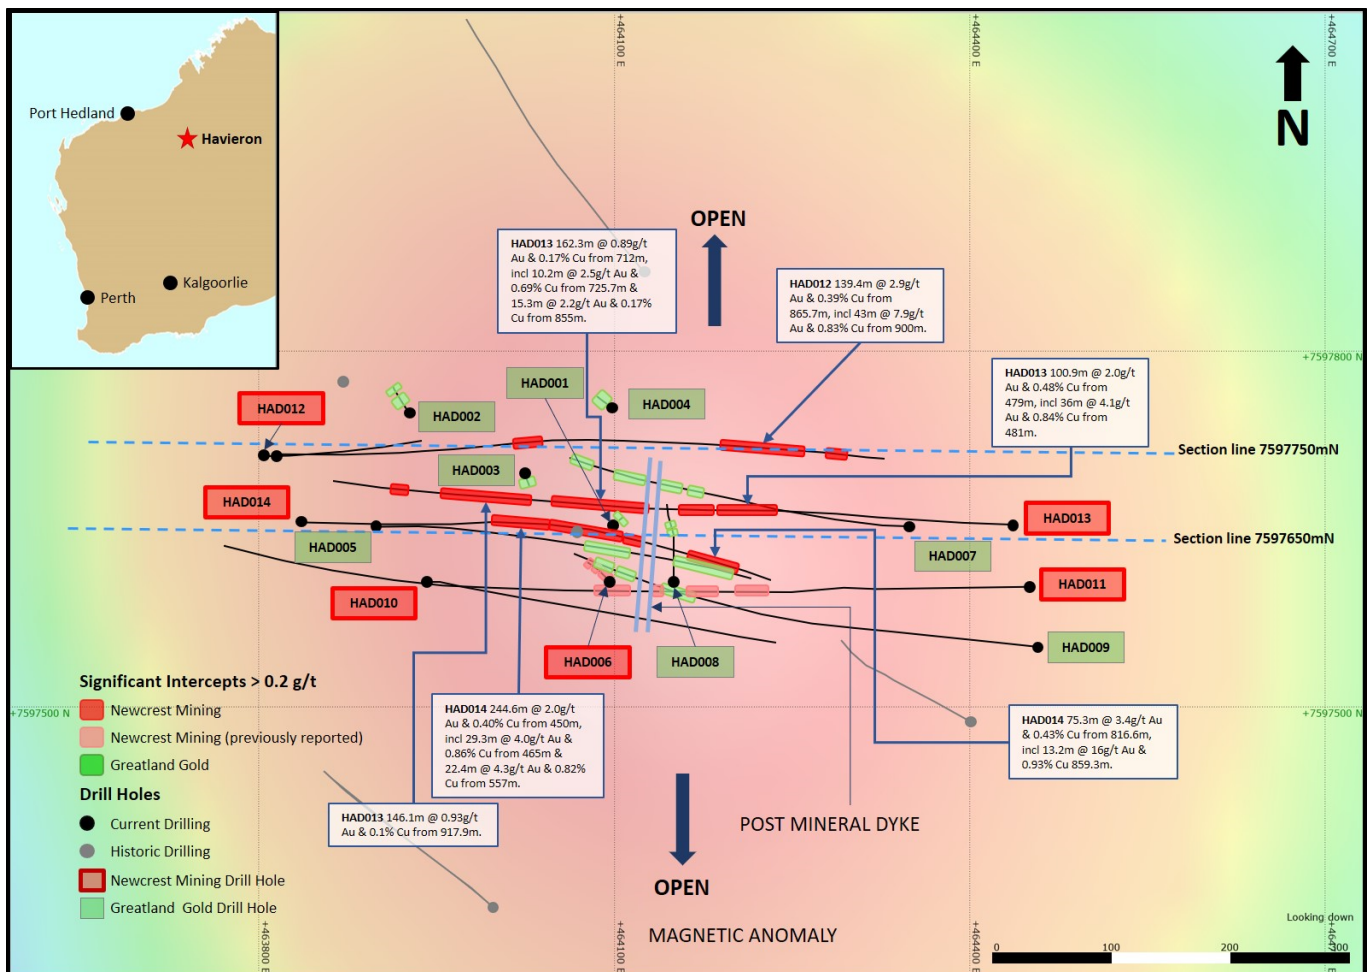 Port Hedland
Havieron
Kalgoorlie
Perth
+464100 E
+464400 E
+464700 E
N
OPEN
HAD013 162.3m @ 0.89g/t
Au & 0.17% Cu from 712m,
incl 10.2m @ 2.5g/t Au &
0.69% Cu from 725.7m &
15.3m @ 2.2g/t Au & 0.17%
Cu from 855m.
HAD012 139.4m @ 2.9g/t
Au & 0.39% Cu from
865.7m, incl 43m @ 7.9g/t
Au & 0.83% Cu from 900m.
+7597800 N
HAD013 100.9m @ 2.0g/t
Au & 0.48% Cu from
479m, incl 36m @ 4.1g/t
Au & 0.84% Cu from
481m.
HAD001
HAD012
HAD002
HAD004
Section line 7597750mN
HAD003
HAD014
HAD013
Section line 7597650mN
HAD005
HAD007
HAD010
HAD011
HAD006
HAD008
HAD009
Significant Intercepts > 0.2 g/t
Newcrest Mining
Newcrest Mining (previously reported)
Greatland Gold
Drill Holes
Current Drilling
Historic Drilling
Newcrest Mining Drill Hole
Greatland Gold Drill Hole
+7597500 N
+7597500 N
HAD014 244.6m @ 2.0g/t
Au & 0.40% Cu from 450m,
incl 29.3m @ 4.0g/t Au &
0.86% Cu from 465m &
22.4m @ 4.3g/t Au & 0.82%
Cu from 557m.
HAD014 75.3m @ 3.4g/t Au
& 0.43% Cu from 816.6m,
incl 13.2m @ 16g/t Au &
0.93% Cu 859.3m.
HAD013 146.1m @ 0.93g/t
Au & 0.1% Cu from 917.9m.
POST MINERAL DYKE
OPEN
MAGNETIC ANOMALY
Looking down
+463800 E
+464100 E
+464400 E
0
100
200
300